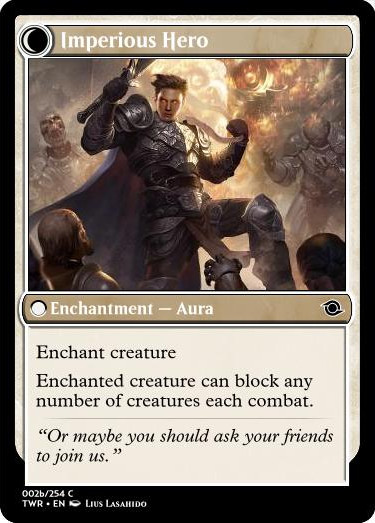 Imperious Hero
Enchantment — Aura
Enchant creature
Enchanted creature can block any
number of creatures each combat.
“Or maybe you should ask your friends
to join us.”
002b/254 C
TWR • EN Lius Lasahido